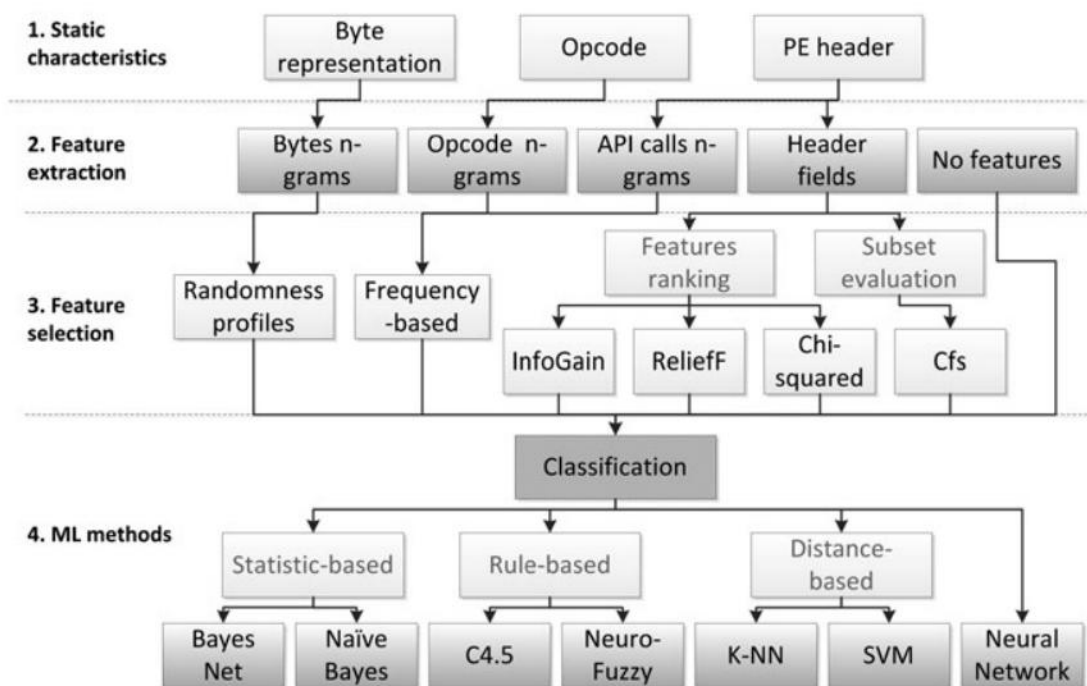 1. Static
characteristics
Byte
representation
Opcode
PE header
2. Feature
extraction
Bytes n-
grams
Opcode n-
grams
API calls n-
grams
Header
fields
No features
3. Feature
selection
Randomness
profiles
Frequency
-based
Features
ranking
Subset
evaluation
InfoGain
ReliefF
Chi-
squared
Cfs
Classification
4. ML methods
Statistic-based
Rule-based
Distance-
based
Bayes
Net
Naïve
Bayes
C4.5
Neuro-
Fuzzy
K-NN
SVM
Neural
Network